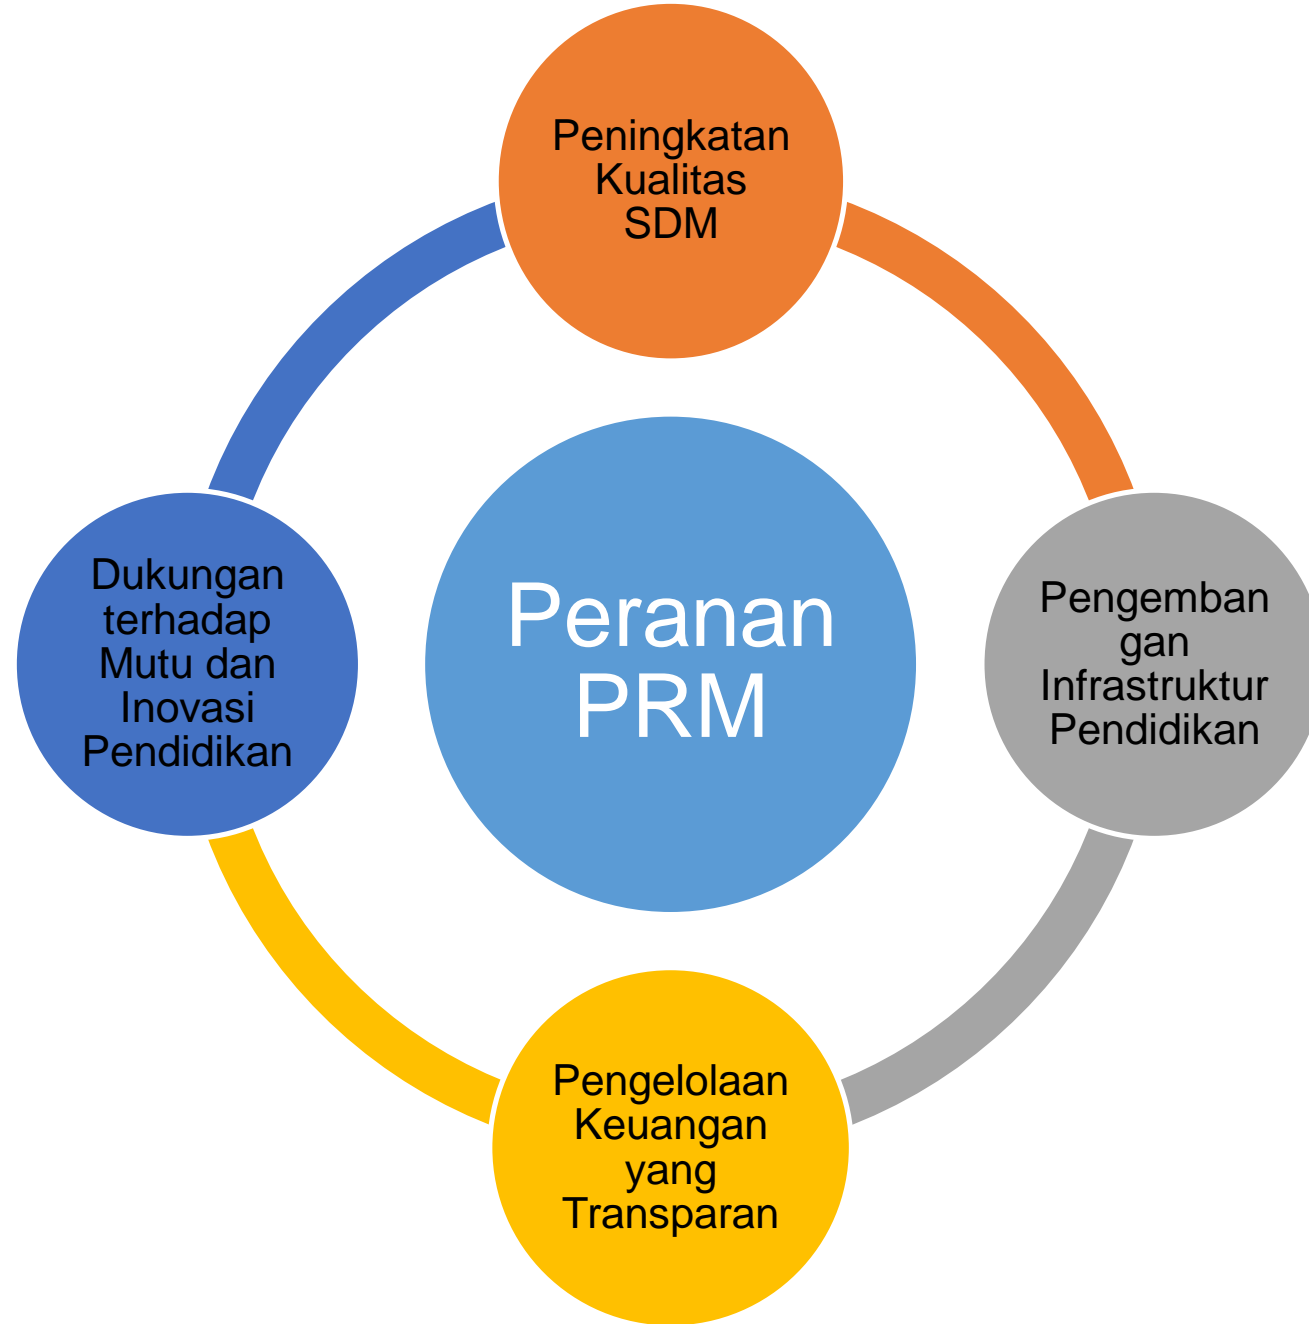 Peningkatan
Kualitas
SDM
Dukungan
terhadap
Mutu dan
Inovasi
Pendidikan
Peranan
PRM
Pengemban
gan
Infrastruktur
Pendidikan
Pengelolaan
Keuangan
yang
Transparan